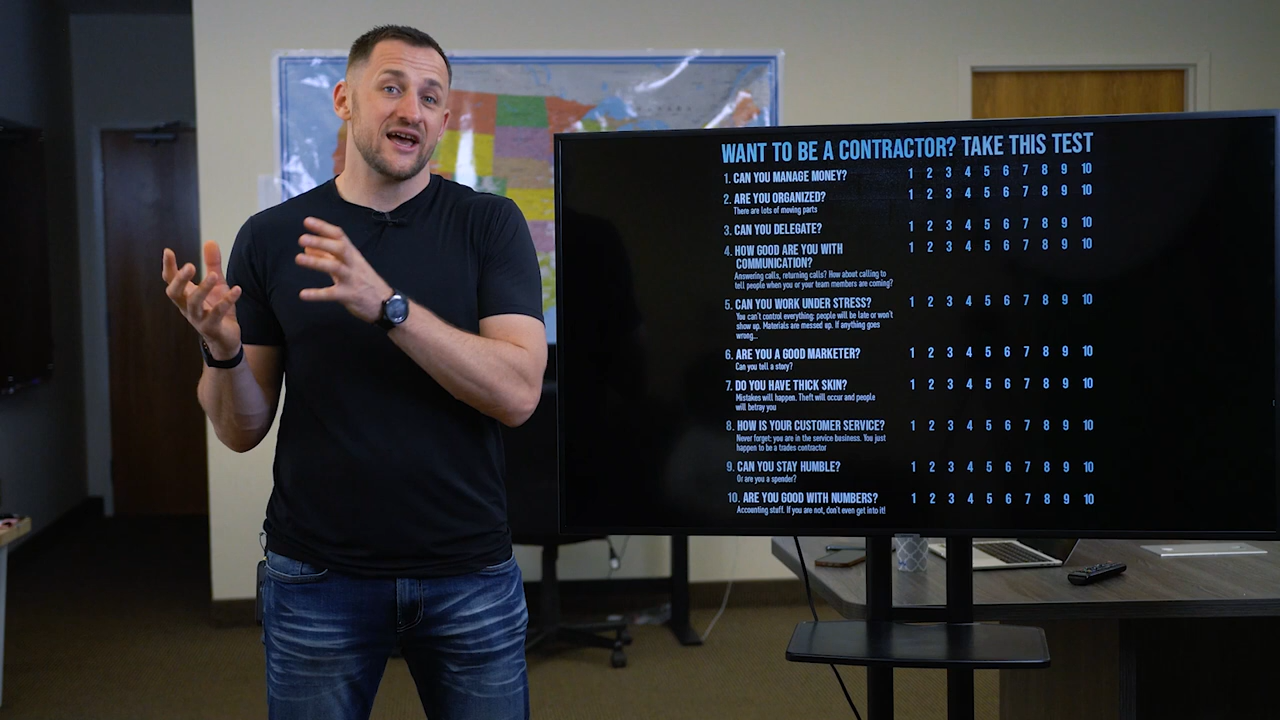 WANT TO BE A CONTRACTOR? TAKE THIS TEST
1. CAN YOU MANAGE MONEY? 1 2 3 4 5 6 7 8 9 10
2. ARE YOU ORGANIZED? 1 2 3 4 5 6 7 8 9 10
There are lots of moving parts
3. CAN YOU DELEGATE? 1 2 3 4 5 6 7 8 9 10
4. HOW GOOD ARE YOU WITH 1 2 3 4 5 6 7 8 9 10
COMMUNICATION?
Answering calls, returning calls? How about calling to
tell people when you or your team members are coming?
5. CAN YOU WORK UNDER STRESS? 1 2 3 4 5 6 7 8 9 10
You can't control everything; people will be late or won't
show up. Materials are messed up. If anything goes
wrong...
6. ARE YOU A GOOD MARKETER? 1 2 3 4 5 6 7 8 9 10
Can you tell a story?
7. DO YOU HAVE THICK SKIN? 1 2 3 4 5 6 7 8 9 10
Mistakes will happen. Theft will occur and people
will betray you
8. HOW IS YOUR CUSTOMER SERVICE? 1 2 3 4 5 6 7 8 9 10
Never forget; you are in the service business. You just
happen to be a trades contractor
9. CAN YOU STAY HUMBLE? 1 2 3 4 5 6 7 8 9 10
Or are you a spender?
10. ARE YOU GOOD WITH NUMBERS? 1 2 3 4 5 6 7 8 9 10
Accounting stuff. If you are not, don't even get into it!